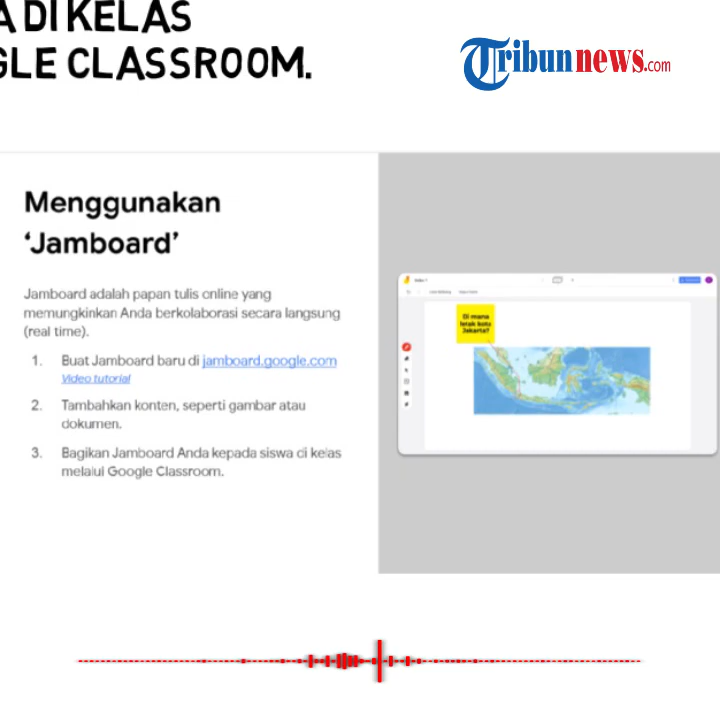 A DI KELAS
GLE CLASSROOM.
Tribunnews.com
Menggunakan
‘Jamboard’
Jamboard adalah papan tulis online yang
memungkinkan Anda berkolaborasi secara langsung
(real time).
1. Buat Jamboard baru di jamboard.google.com
Video tutorial
2. Tambahkan konten, seperti gambar atau
dokumen.
3. Bagikan Jamboard Anda kepada siswa di kelas
melalui Google Classroom.
Di mana
letak kota
Jakarta?